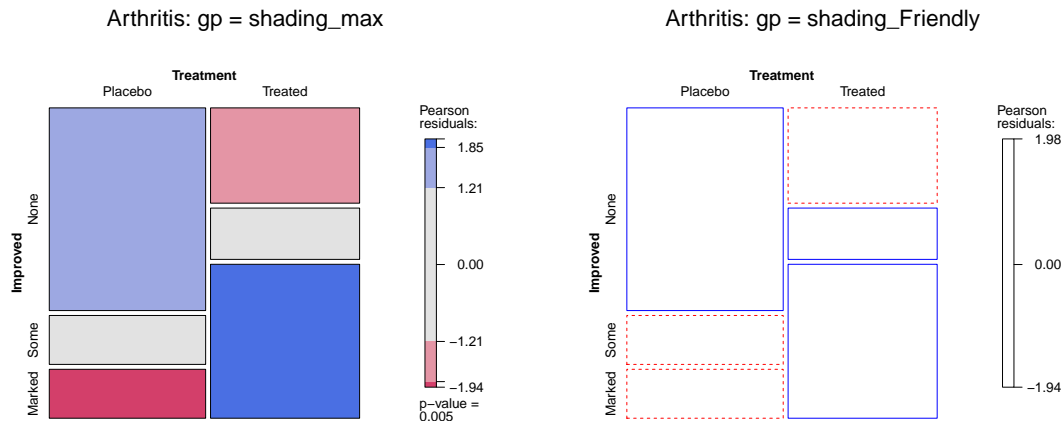 Arthritis: gp = shading_max
Treatment
Placebo
Treated
Improved
None
Some
Marked
Pearson
residuals:
1.85
1.21
0.00
−1.21
−1.94
p−value =
0.005
Arthritis: gp = shading_Friendly
Treatment
Placebo
Treated
Improved
None
Some
Marked
Pearson
residuals:
1.98
0.00
−1.94